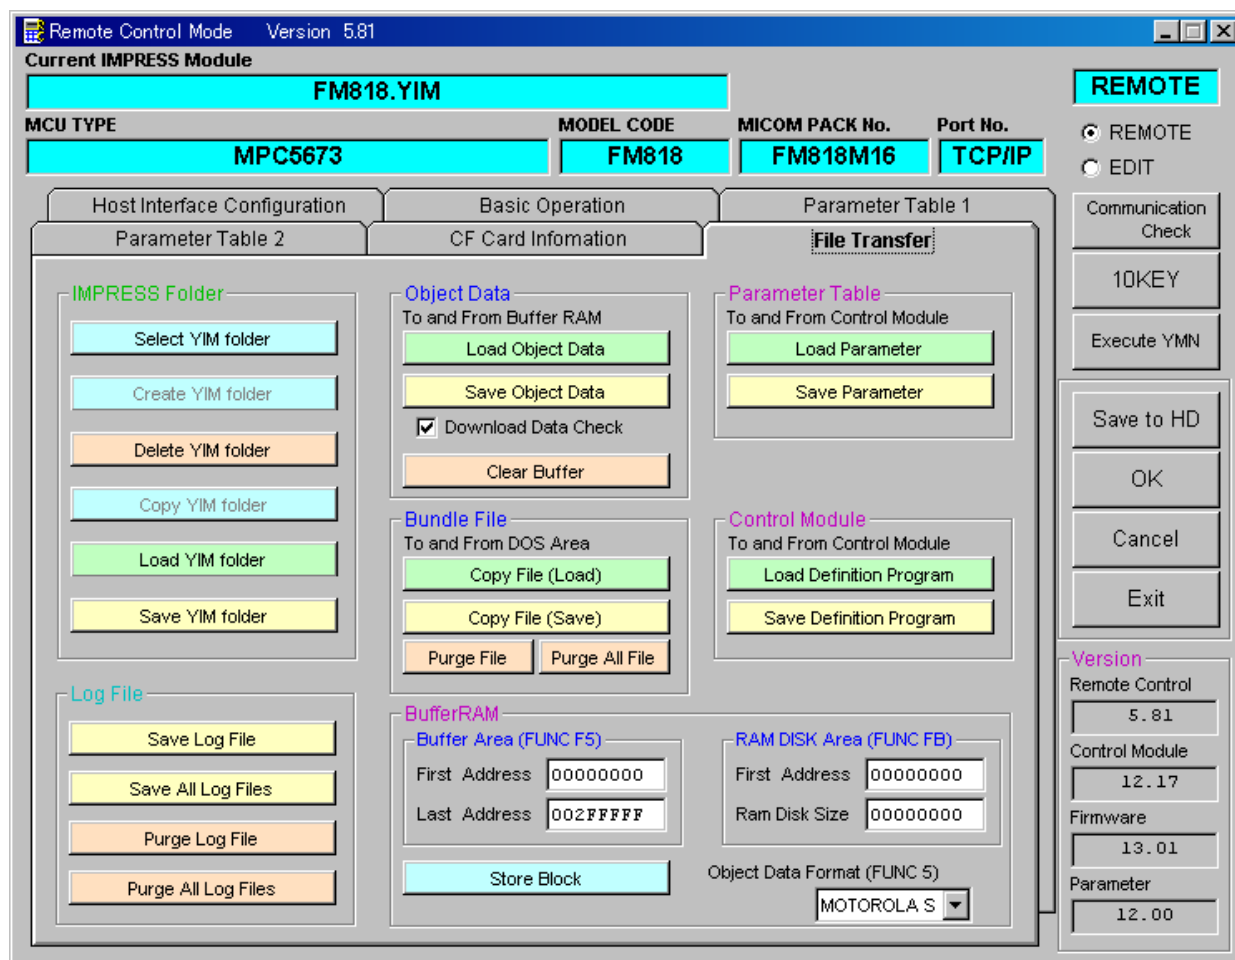 Remote Control Mode Version 5.81
Current IMPRESS Module
FM818.YIM
REMOTE
MCU TYPE MODEL CODE MICOM PACK No. Port No.
MPC5673 FM818 FM818M16 TCP/IP
REMOTE
EDIT
Host Interface Configuration Basic Operation Parameter Table 1
Parameter Table 2 CF Card Infomation File Transfer
IMPRESS Folder
Select YIM folder
Create YIM folder
Delete YIM folder
Copy YIM folder
Load YIM folder
Save YIM folder
Log File
Save Log File
Save All Log Files
Purge Log File
Purge All Log Files
Object Data
To and From Buffer RAM
Load Object Data
Save Object Data
Download Data Check
Clear Buffer
Bundle File
To and From DOS Area
Copy File (Load)
Copy File (Save)
Purge File Purge All File
Parameter Table
To and From Control Module
Load Parameter
Save Parameter
Control Module
To and From Control Module
Load Definition Program
Save Definition Program
BufferRAM
Buffer Area (FUNC F5)
First Address 00000000
Last Address 002FFFFF
RAM DISK Area (FUNC FB)
First Address 00000000
Ram Disk Size 00000000
Store Block
Object Data Format (FUNC 5)
MOTOROLA S
Communication
Check
10KEY
Execute YMN
Save to HD
OK
Cancel
Exit
Version
Remote Control
5.81
Control Module
12.17
Firmware
13.01
Parameter
12.00